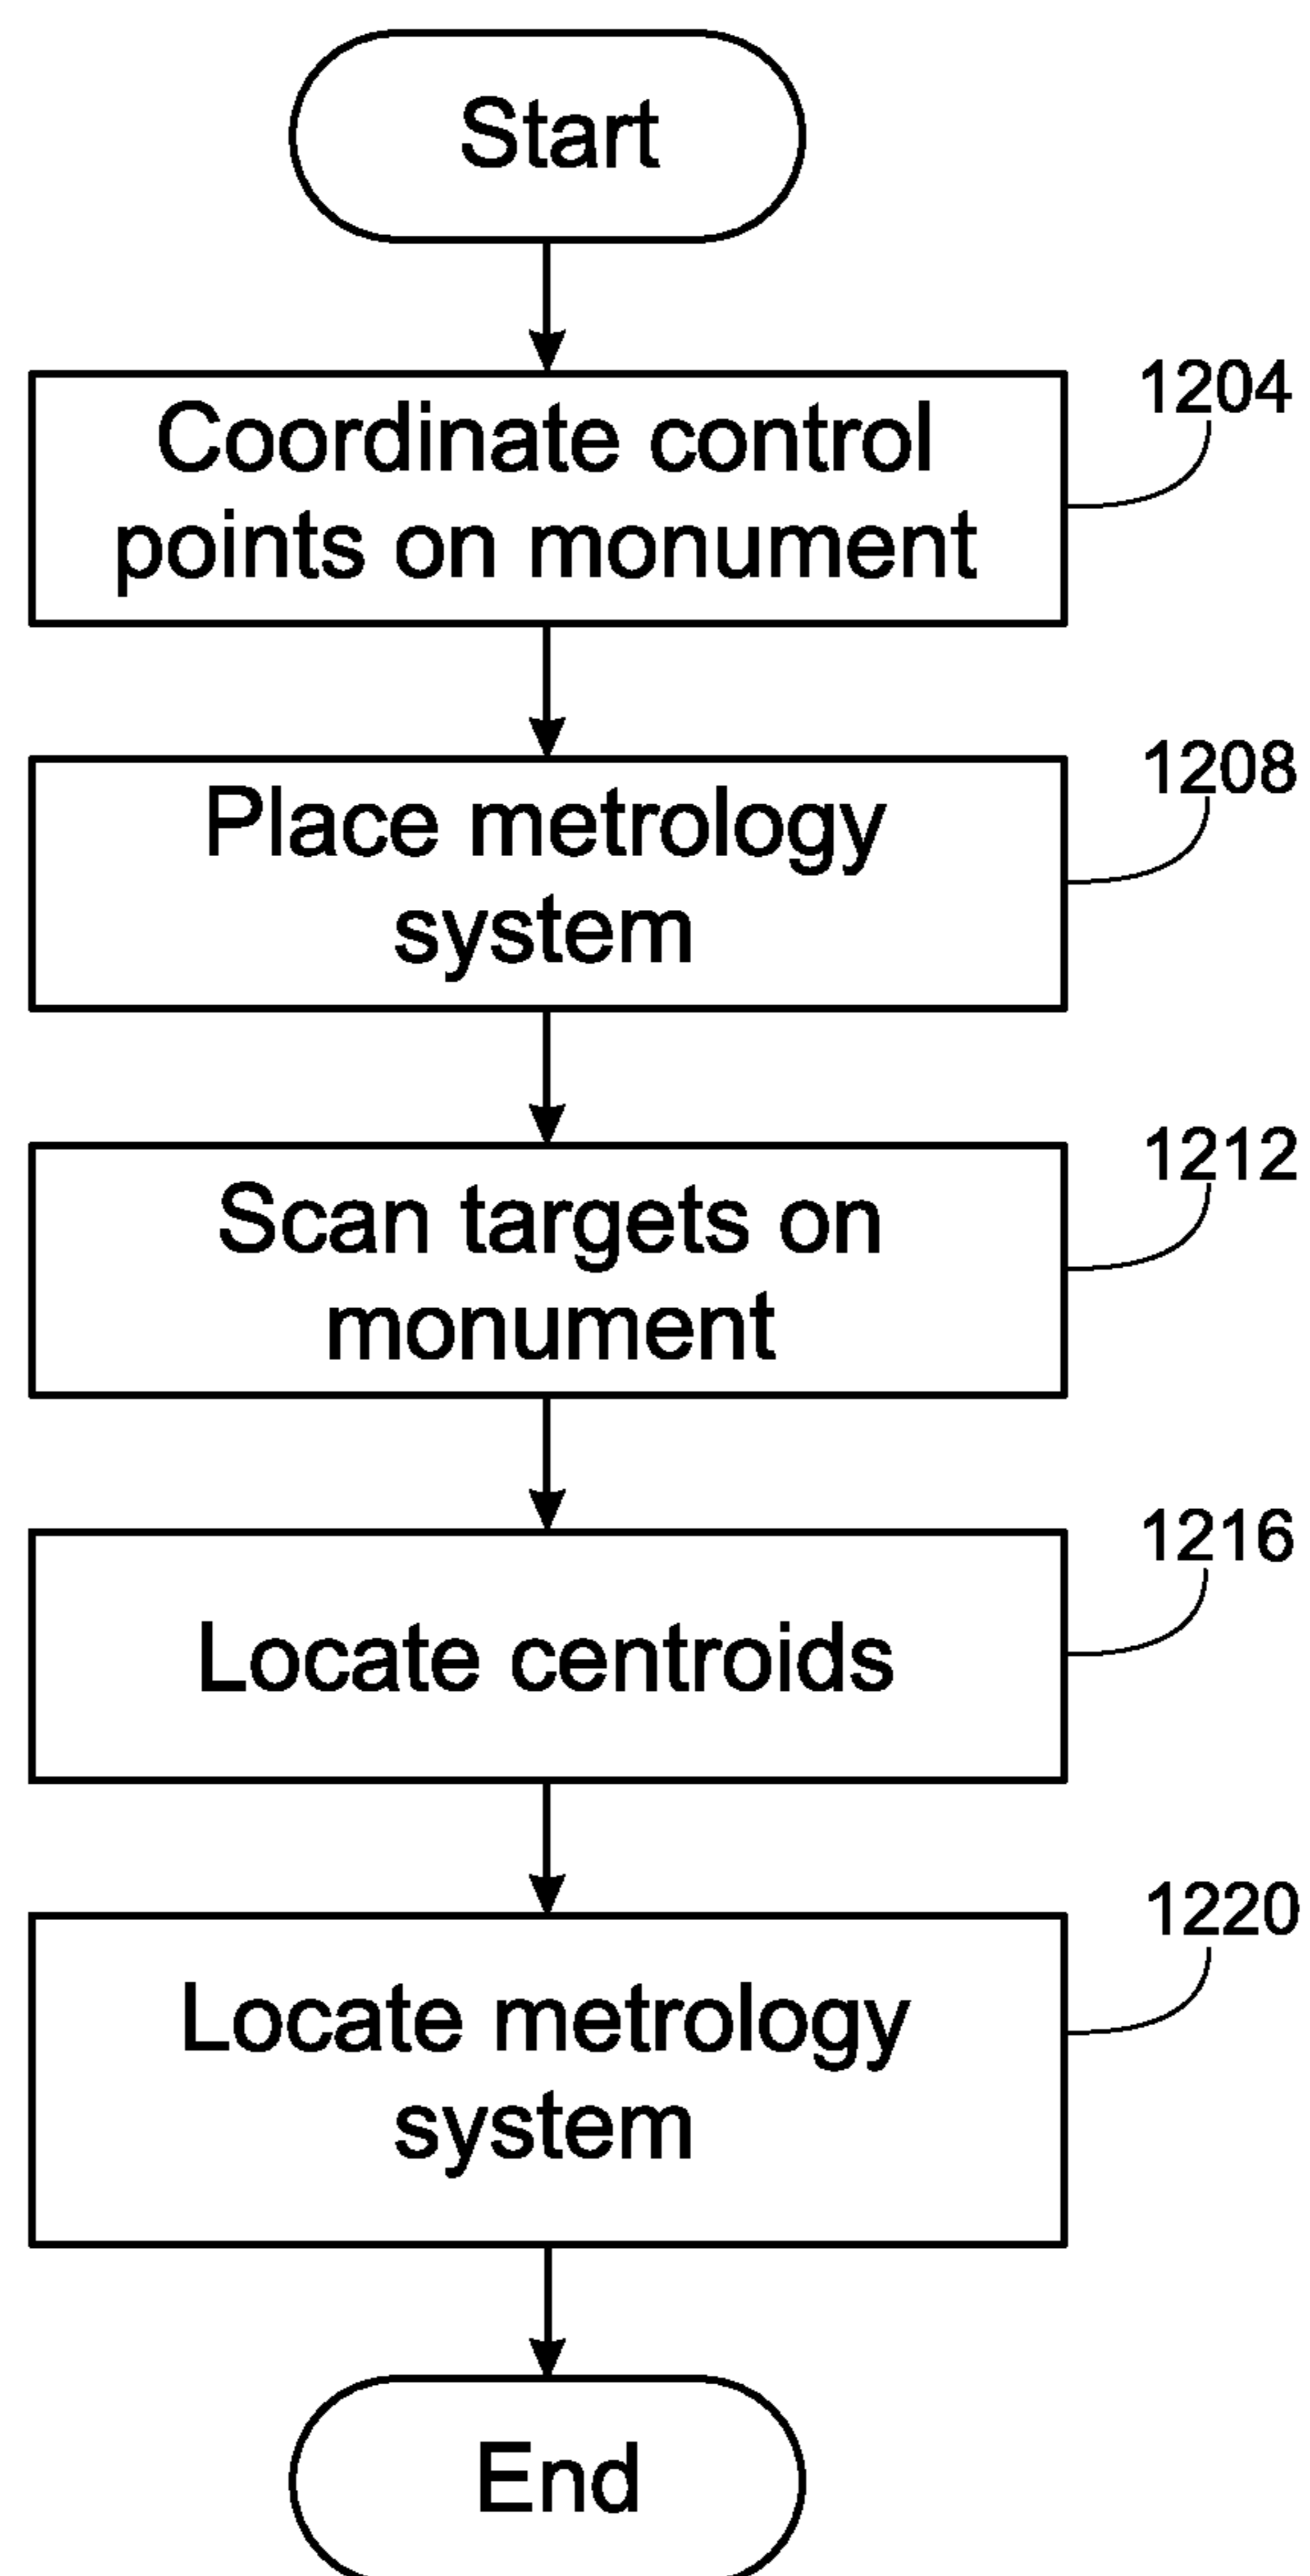 Start
Coordinate control
points on monument
1204
Place metrology
system
1208
Scan targets on
monument
1212
Locate centroids
1216
Locate metrology
system
1220
End